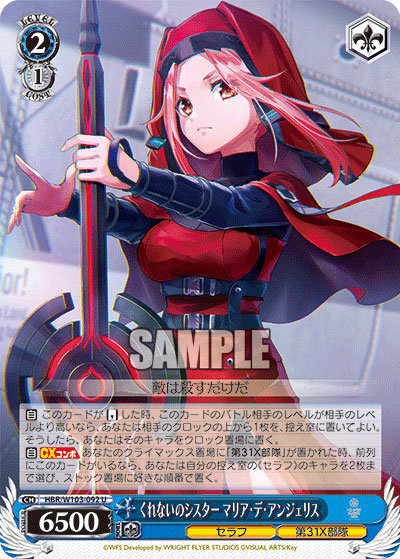 LEVEL
2
1
COST
SAMPLE
敵は殺すだけだ
【自】 このカードがリバースした時、このカードのバトル相手のレベルが相手のレベルより高いなら、あなたは相手のクロックの上から1枚を、控え室に置いてよい。そうしたら、あなたはそのキャラをクロック置場に置く。
【自】 CXコンボ あなたのクライマックス置場に「第31X部隊」が置かれた時、前列にこのカードがいるなら、あなたは自分の控え室の《セラフ》のキャラを2枚まで選び、ストック置場に好きな順番で置く。
CH HBR/W103-092 U
くれないのシスター マリア・デ・アンジェリス
6500
セラフ
第31X部隊
©WFS Developed by WRIGHT FLYER STUDIOS ©VISUAL ARTS/Key